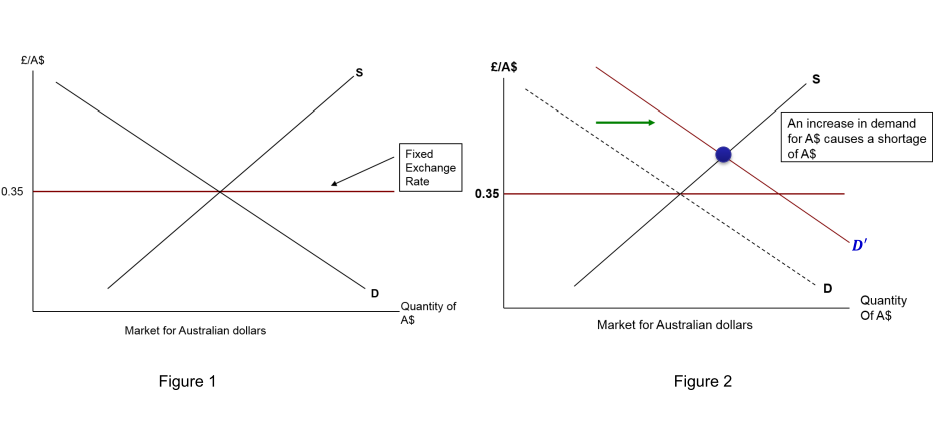 £/A$
S
Fixed
Exchange
Rate
0.35
D
Quantity of
A$
Market for Australian dollars
Figure 1
£/A$
S
An increase in demand
for A$ causes a shortage
of A$
0.35
D′
D
Quantity
Of A$
Market for Australian dollars
Figure 2